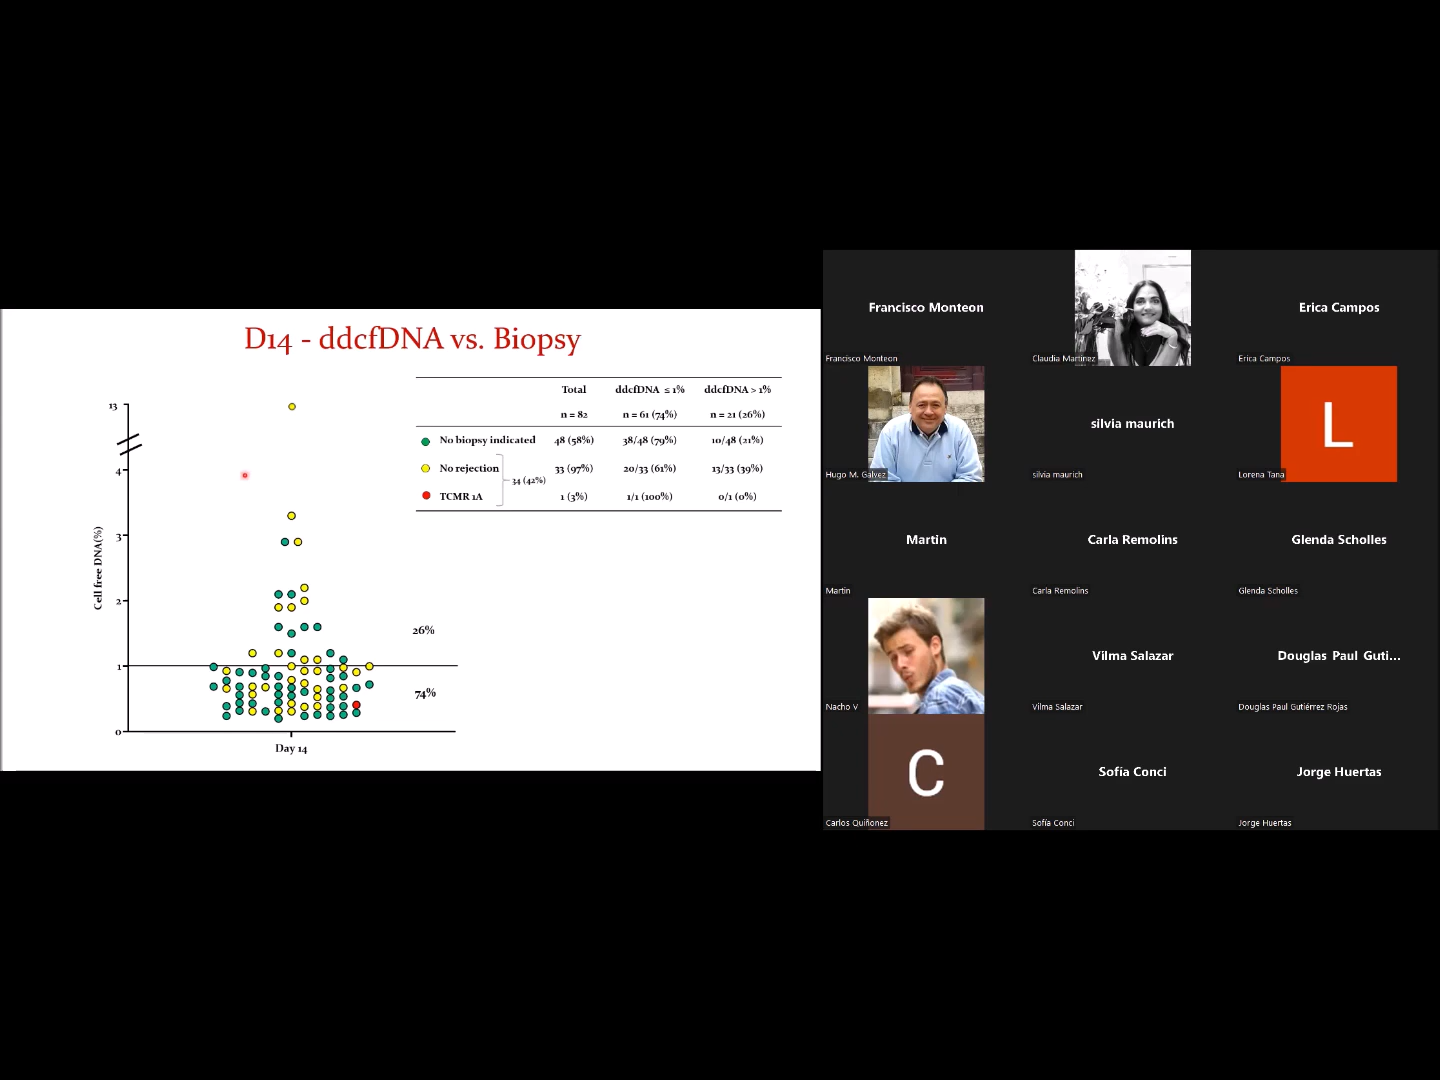 D14 - ddcfDNA vs. Biopsy
Total ddcfDNA ≤ 1% ddcfDNA > 1%
n = 82 n = 61 (74%) n = 21 (26%)
No biopsy indicated 48 (58%) 38/48 (79%) 10/48 (21%)
No rejection 33 (97%) 20/33 (61%) 13/33 (39%)
34 (42%)
TCMR 1A 1 (3%) 1/1 (100%) 0/1 (0%)
13
4
3
2
1
0
Cell free DNA(%)
26%
74%
Day 14
Francisco Monteon
Erica Campos
Francisco Monteon
Claudia Martinez
Erica Campos
silvia maurich
L
Hugo M. Galvez
silvia maurich
Lorena Tana
Martin
Carla Remolins
Glenda Scholles
Martin
Carla Remolins
Glenda Scholles
Vilma Salazar
Douglas Paul Guti...
Nacho V
Vilma Salazar
Douglas Paul Gutiérrez Rojas
C
Sofía Conci
Jorge Huertas
Carlos Quiñonez
Sofía Conci
Jorge Huertas